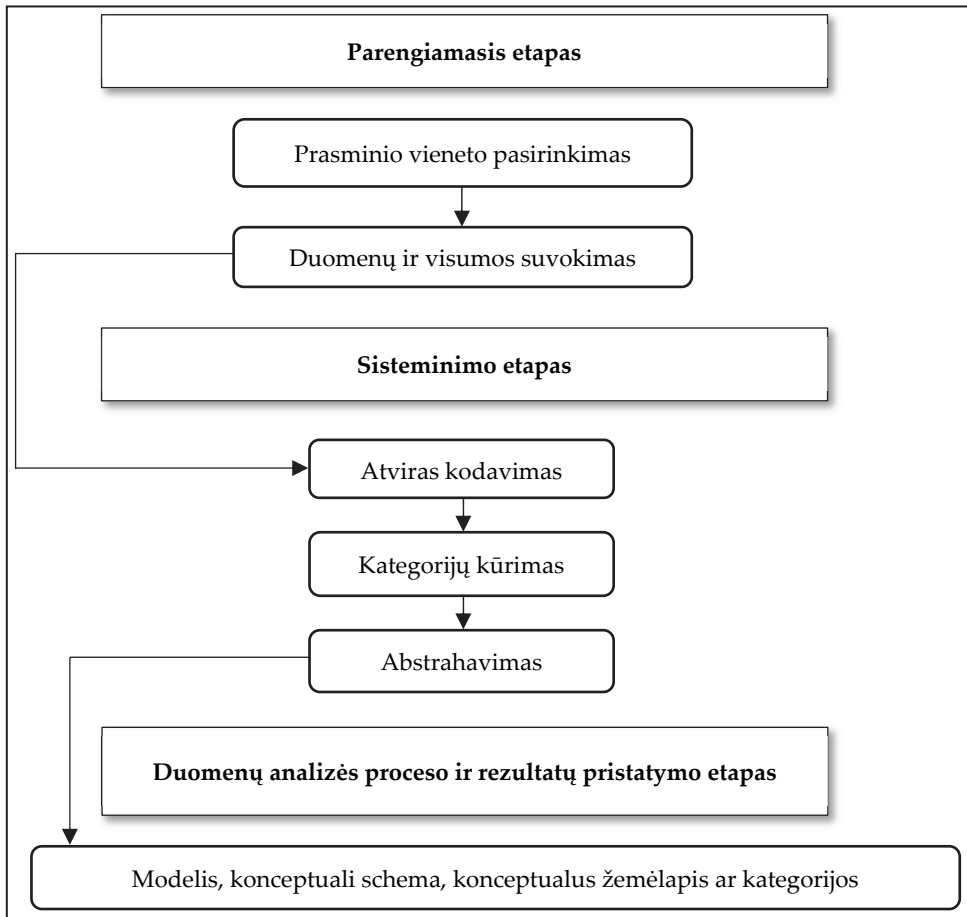 Parengiamasis etapas
Prasminio vieneto pasirinkimas
Duomenų ir visumos suvokimas
Sisteminimo etapas
Atviras kodavimas
Kategorijų kūrimas
Abstrahavimas
Duomenų analizės proceso ir rezultatų pristatymo etapas
Modelis, konceptuali schema, konceptualus žemėlapis ar kategorijos